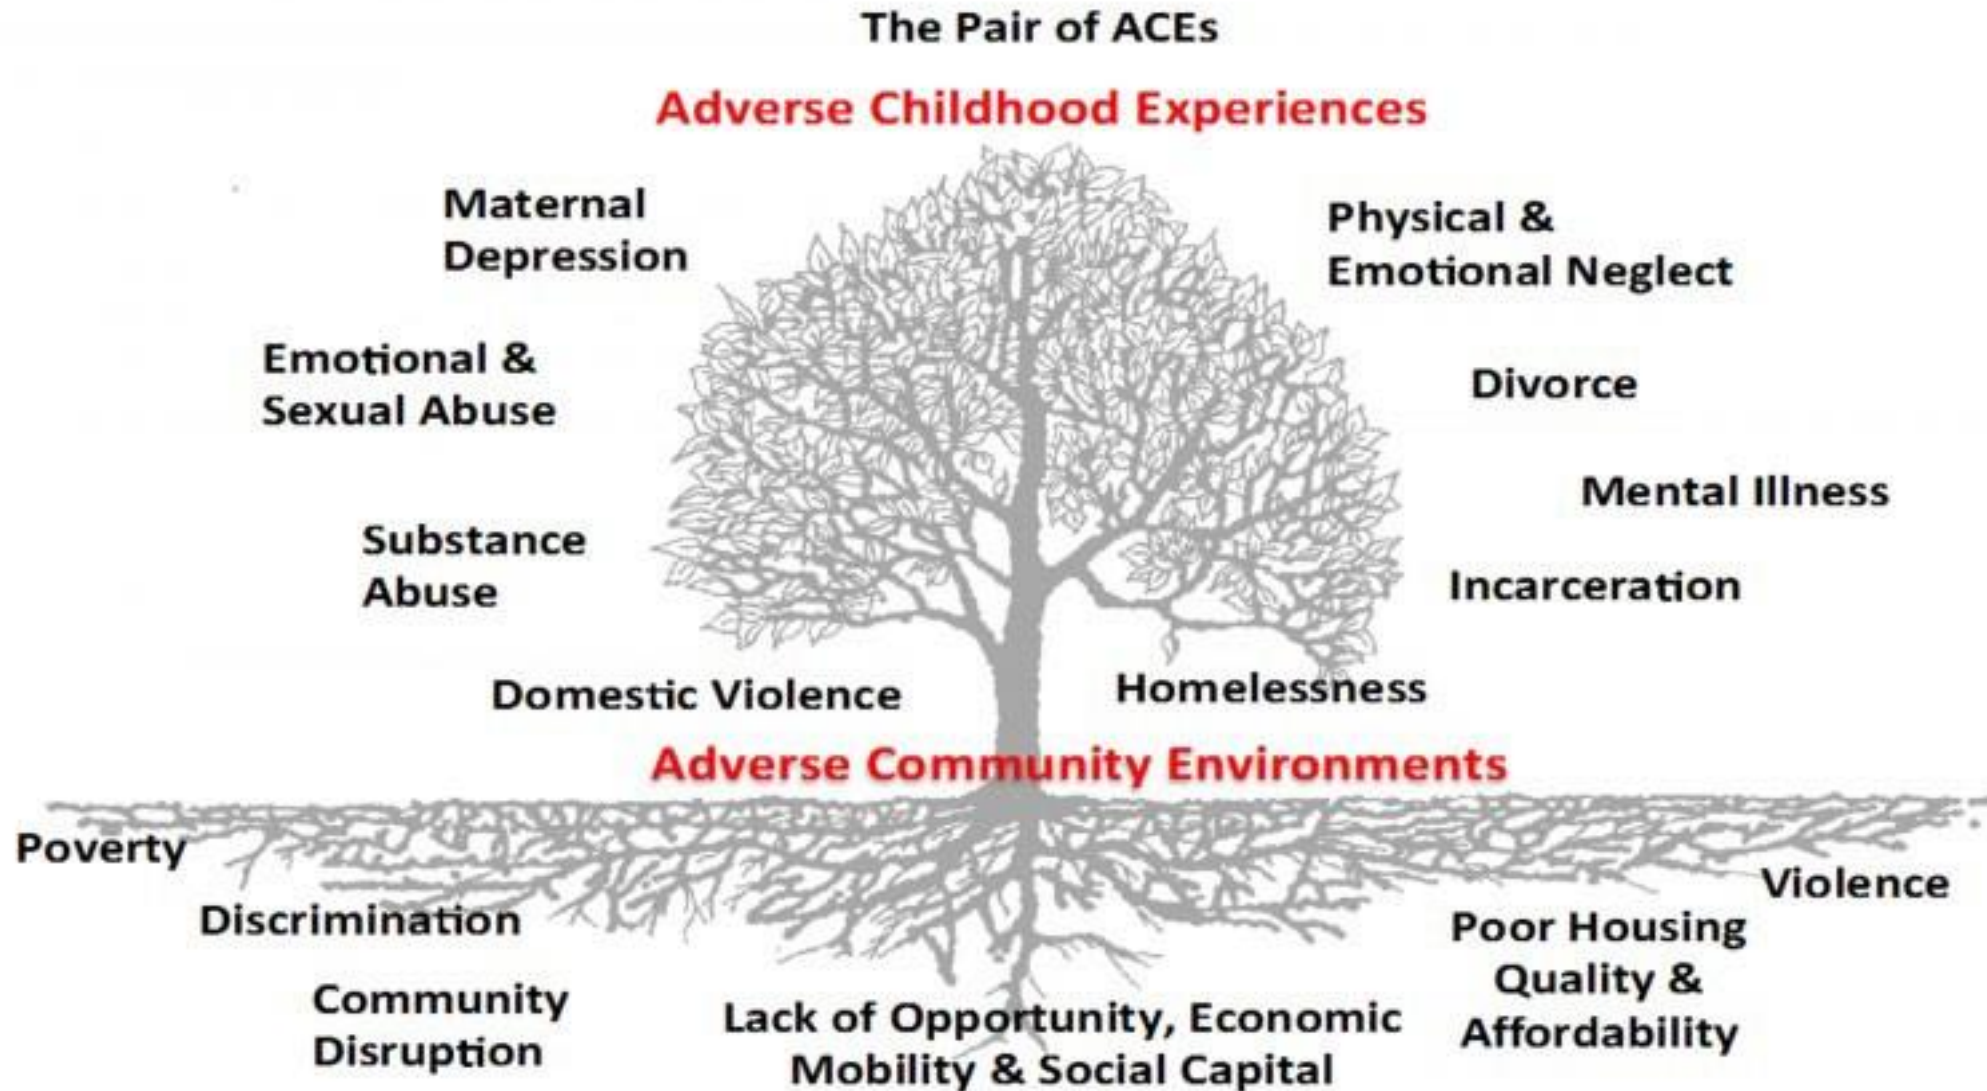 The Pair of ACEs
Adverse Childhood Experiences
Maternal
Depression
Physical &
Emotional Neglect
Emotional &
Sexual Abuse
Divorce
Mental Illness
Substance
Abuse
Incarceration
Domestic Violence
Homelessness
Adverse Community Environments
Poverty
Violence
Discrimination
Poor Housing
Quality &
Affordability
Community
Disruption
Lack of Opportunity, Economic
Mobility & Social Capital